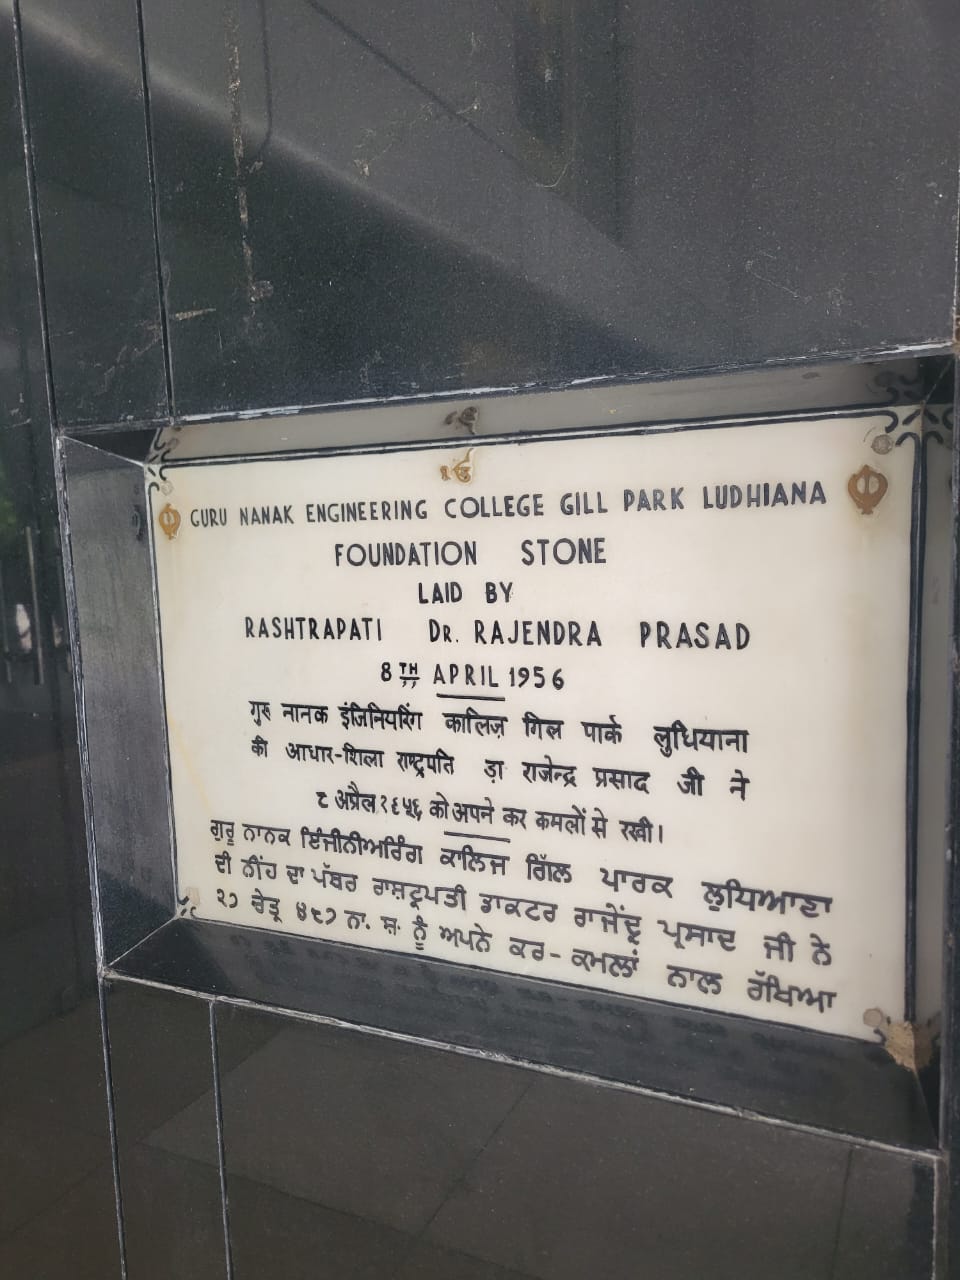 ੴ
GURU NANAK ENGINEERING COLLEGE GILL PARK LUDHIANA
FOUNDATION STONE
LAID BY
RASHTRAPATI DR. RAJENDRA PRASAD
8TH APRIL 1956
गुरु नानक इंजिनियरिंग कालिज़ गिल पार्क लुधियाना
की आधार-शिला राष्ट्रपति ड़ा राजेन्द्र प्रसाद जी ने
८ अप्रैल १९५६ को अपने कर कमलों से रखी।
ਗੁਰੂ ਨਾਨਕ ਇੰਜੀਨੀਅਰਿੰਗ ਕਾਲਿਜ ਗਿੱਲ ਪਾਰਕ ਲੁਧਿਆਣਾ
ਦੀ ਨੀਂਹ ਦਾ ਪੱਥਰ ਰਾਸ਼ਟ੍ਰਪਤੀ ਡਾਕਟਰ ਰਾਜੇਂਦ੍ਰ ਪ੍ਰਸਾਦ ਜੀ ਨੇ
੨੭ ਚੇਤ੍ਰ ੪੮੭ ਨਾ. ਸ਼. ਨੂੰ ਅਪਨੇ ਕਰ-ਕਮਲਾਂ ਨਾਲ ਰੱਖਿਆ